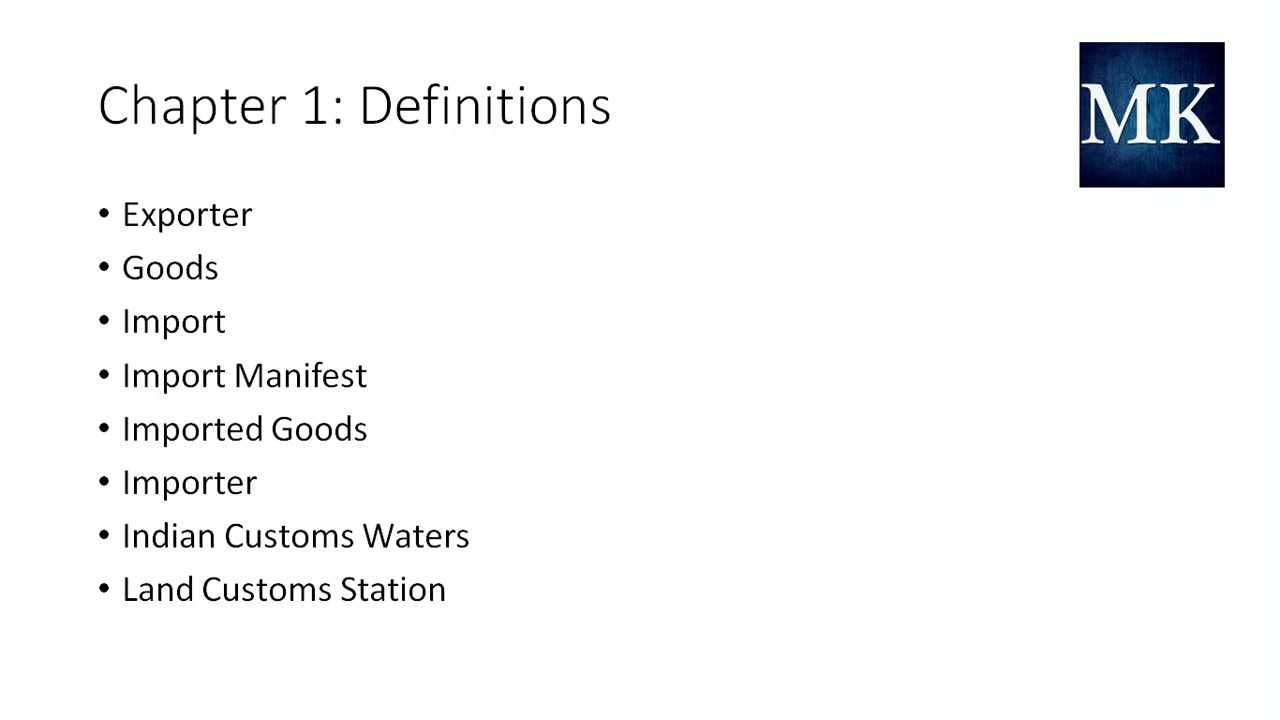 Chapter 1: Definitions
MK
• Exporter
• Goods
• Import
• Import Manifest
• Imported Goods
• Importer
• Indian Customs Waters
• Land Customs Station